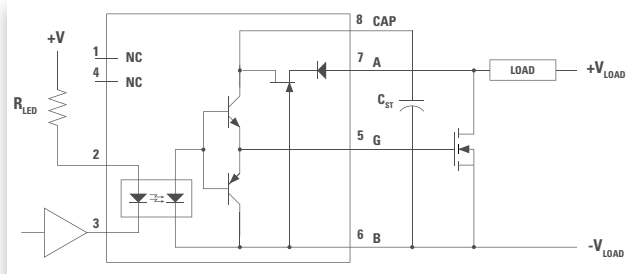 8 CAP
+V
1 NC
4 NC
7 A
LOAD
+V_LOAD
R_LED
C_ST
5 G
2
3
6 B
-V_LOAD